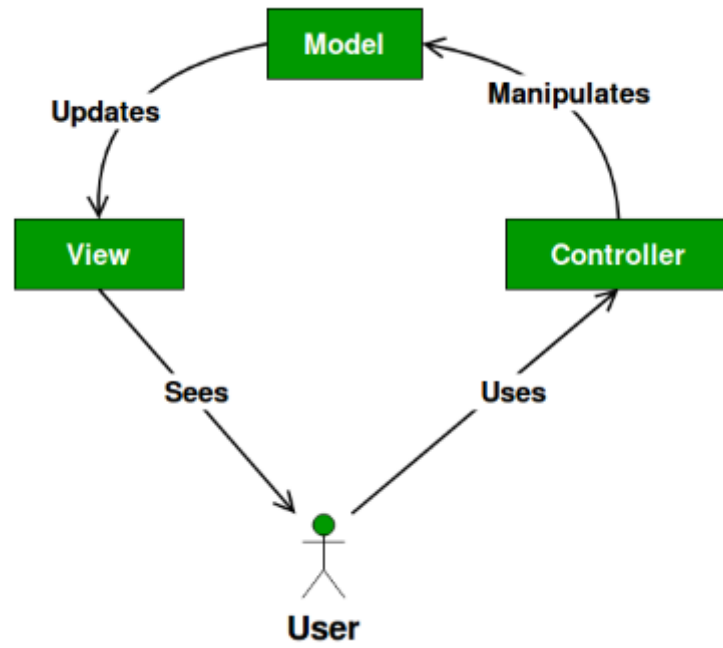 Model
Manipulates
Updates
View
Controller
Sees
Uses
User